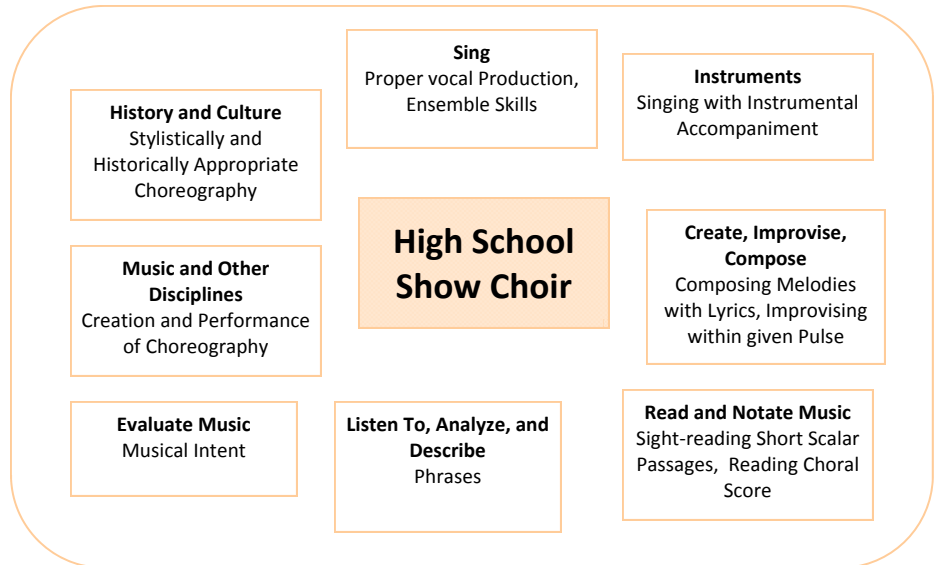 Sing
Proper vocal Production,
Ensemble Skills
Instruments
Singing with Instrumental
Accompaniment
History and Culture
Stylistically and
Historically Appropriate
Choreography
High School
Show Choir
Create, Improvise,
Compose
Composing Melodies
with Lyrics, Improvising
within given Pulse
Music and Other
Disciplines
Creation and Performance
of Choreography
Evaluate Music
Musical Intent
Listen To, Analyze, and
Describe
Phrases
Read and Notate Music
Sight-reading Short Scalar
Passages,  Reading Choral
Score